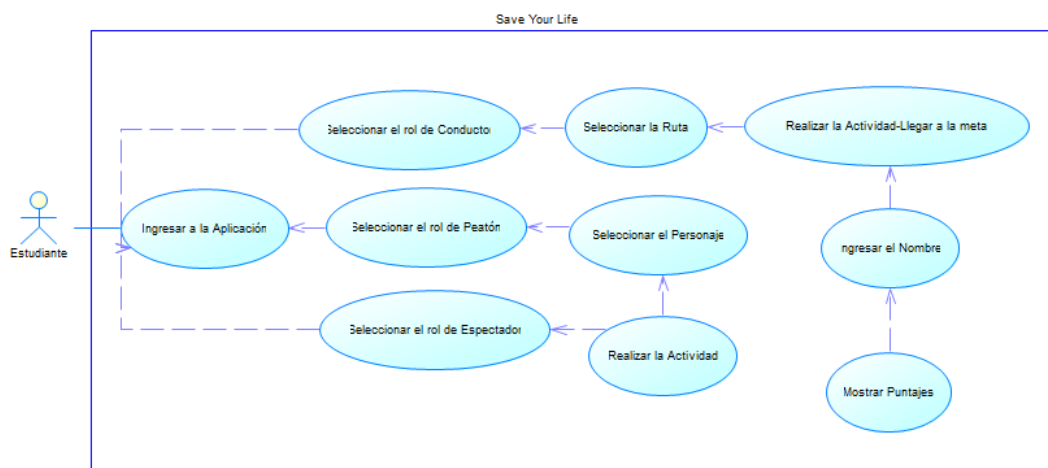 Save Your Life
Seleccionar el rol de Conductor
Seleccionar la Ruta
Realizar la Actividad-Llegar a la meta
Estudiante
Ingresar a la Aplicación
Seleccionar el rol de Peatón
Seleccionar el Personaje
Ingresar el Nombre
Seleccionar el rol de Espectador
Realizar la Actividad
Mostrar Puntajes